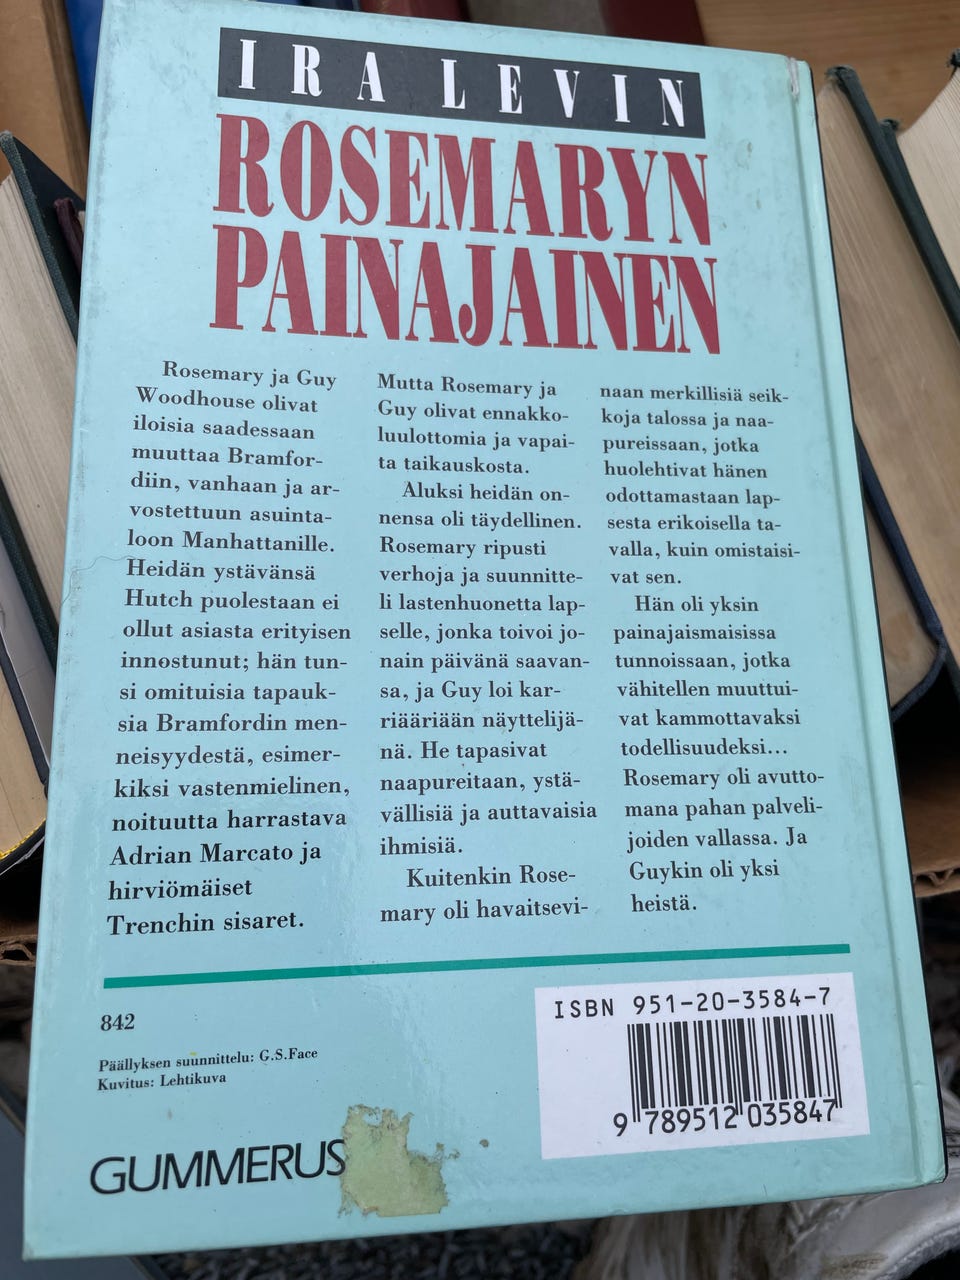 IRA LEVIN
ROSEMARYN
PAINAJAINEN
Rosemary ja Guy
Woodhouse olivat
iloisia saadessaan
muuttaa Bramfor-
diin, vanhaan ja ar-
vostettuun asuinta-
loon Manhattanille.
Heidän ystävänsä
Hutch puolestaan ei
ollut asiasta erityisen
innostunut; hän tun-
si omituisia tapauk-
sia Bramfordin men-
neisyydestä, esimer-
kiksi vastenmielinen,
noituutta harrastava
Adrian Marcato ja
hirviömäiset
Trenchin sisaret.
Mutta Rosemary ja
Guy olivat ennakko-
luulottomia ja vapai-
ta taikauskosta.
Aluksi heidän on-
nensa oli täydellinen.
Rosemary ripusti
verhoja ja suunnitte-
li lastenhuonetta lap-
selle, jonka toivoi jo-
nain päivänä saavan-
sa, ja Guy loi kar-
riääriään näyttelijä-
nä. He tapasivat
naapureitaan, ystä-
vällisiä ja auttavaisia
ihmisiä.
Kuitenkin Rose-
mary oli havaitsevi-
naan merkillisiä seik-
koja talossa ja naa-
pureissaan, jotka
huolehtivat hänen
odottamastaan lap-
sesta erikoisella ta-
valla, kuin omistaisi-
vat sen.
Hän oli yksin
painajaismaisissa
tunnoissaan, jotka
vähitellen muuttui-
vat kammottavaksi
todellisuudeksi...
Rosemary oli avutto-
mana pahan palveli-
joiden vallassa. Ja
Guykin oli yksi
heistä.
842
Päällyksen suunnittelu: G.S.Face
Kuvitus: Lehtikuva
GUMMERUS
ISBN 951-20-3584-7
9 789512 035847